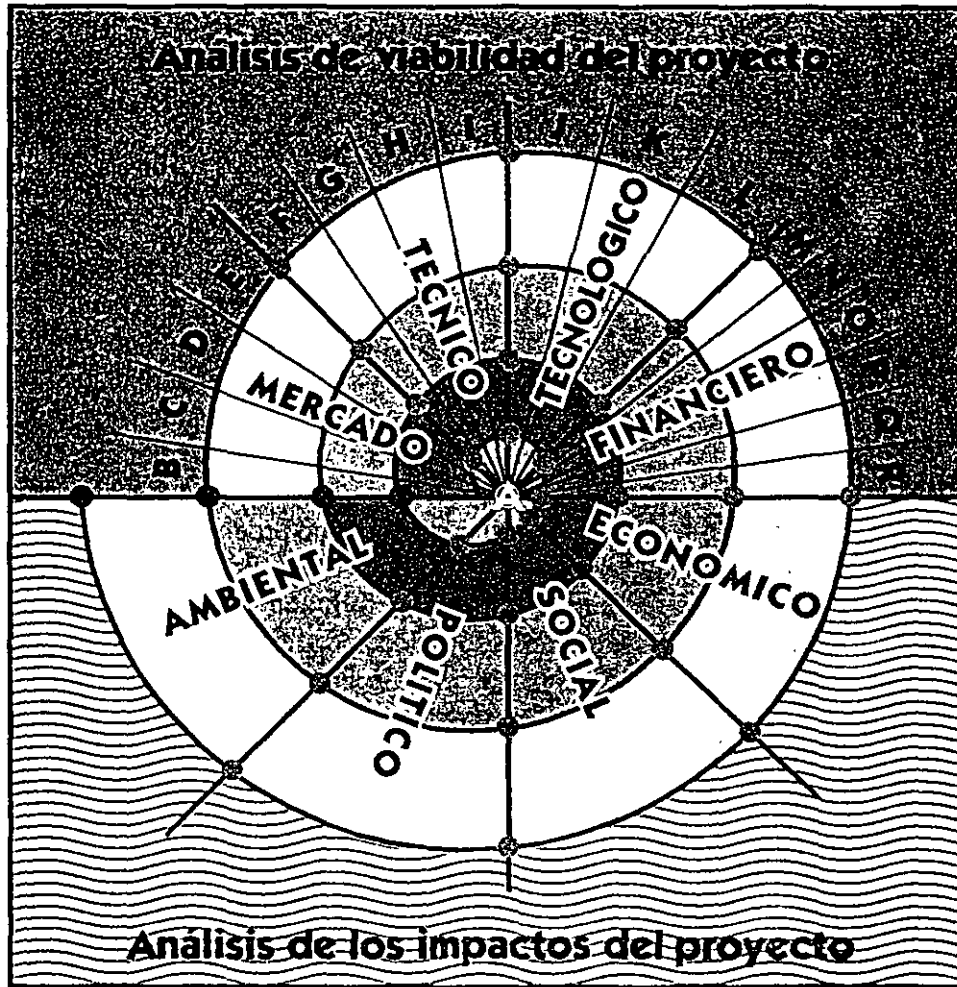 Análisis de viabilidad del proyecto
B
C
D
E
F
G
H
I
J
K
L
M
N
O
P
Q
R
TECNICO
TECNOLOGICO
MERCADO
FINANCIERO
A
AMBIENTAL
ECONOMICO
POLITICO
SOCIAL
Análisis de los impactos del proyecto